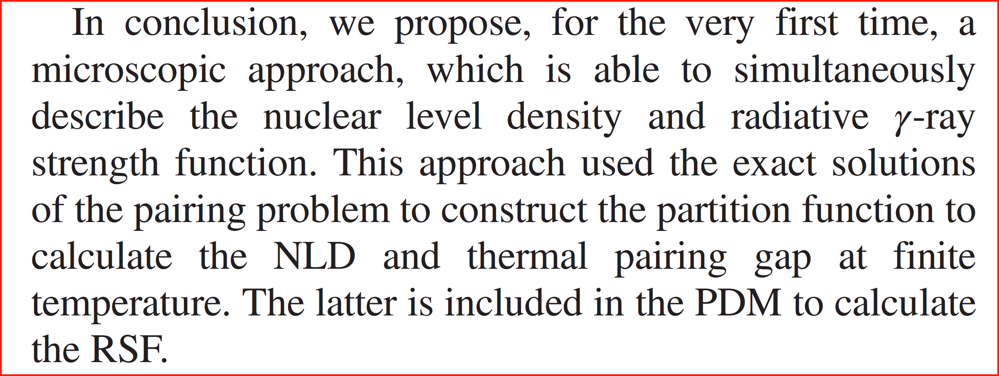 In conclusion, we propose, for the very first time, a
microscopic approach, which is able to simultaneously
describe the nuclear level density and radiative γ-ray
strength function. This approach used the exact solutions
of the pairing problem to construct the partition function to
calculate the NLD and thermal pairing gap at finite
temperature. The latter is included in the PDM to calculate
the RSF.